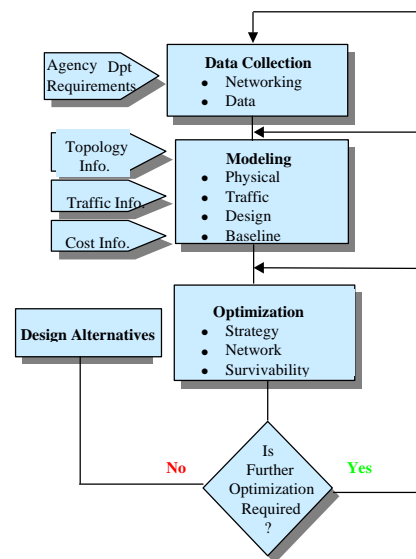 Agency Dpt
Requirements
Data Collection
• Networking
• Data
Topology
Info.
Traffic Info.
Cost Info.
Modeling
• Physical
• Traffic
• Design
• Baseline
Optimization
• Strategy
• Network
• Survivability
Design Alternatives
No
Is
Further
Optimization
Required
?
Yes